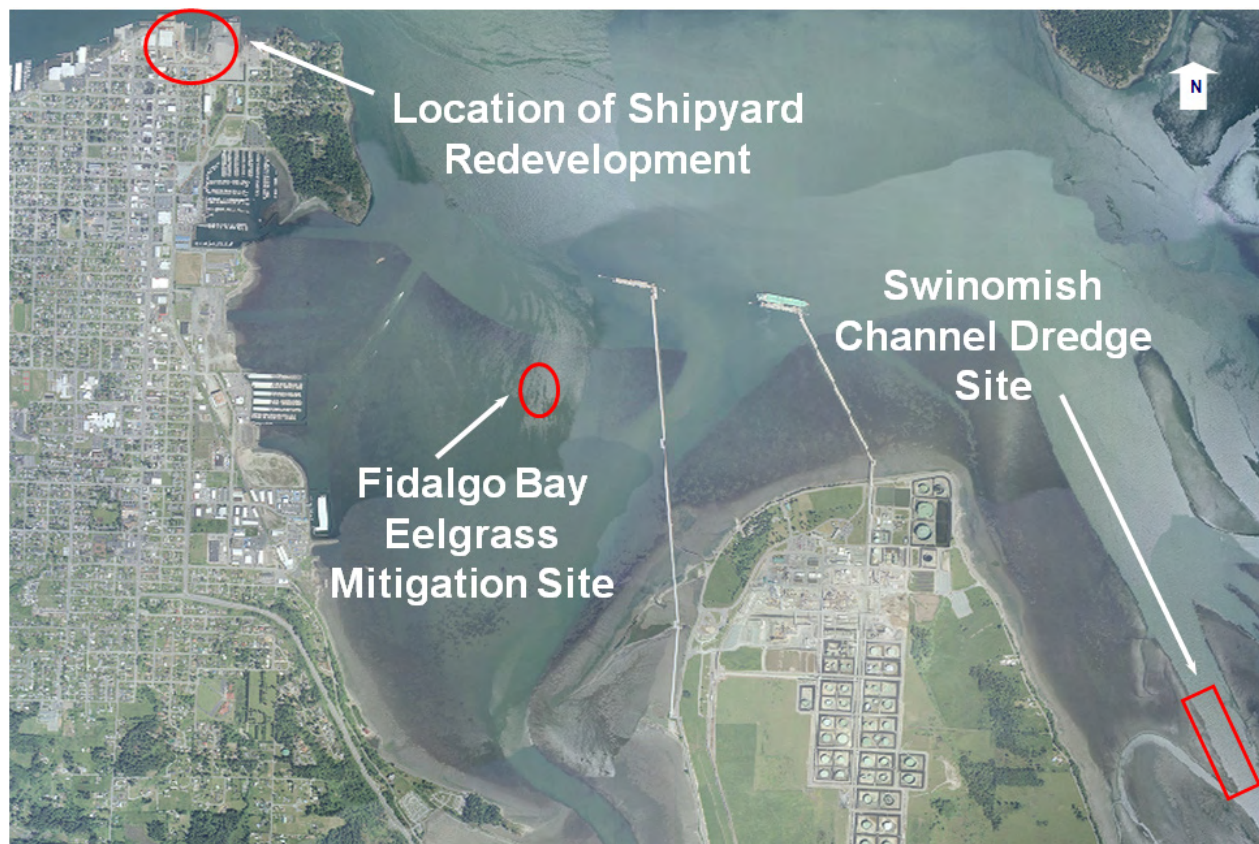 Location of Shipyard
Redevelopment
N
Swinomish
Channel Dredge
Site
Fidalgo Bay
Eelgrass
Mitigation Site